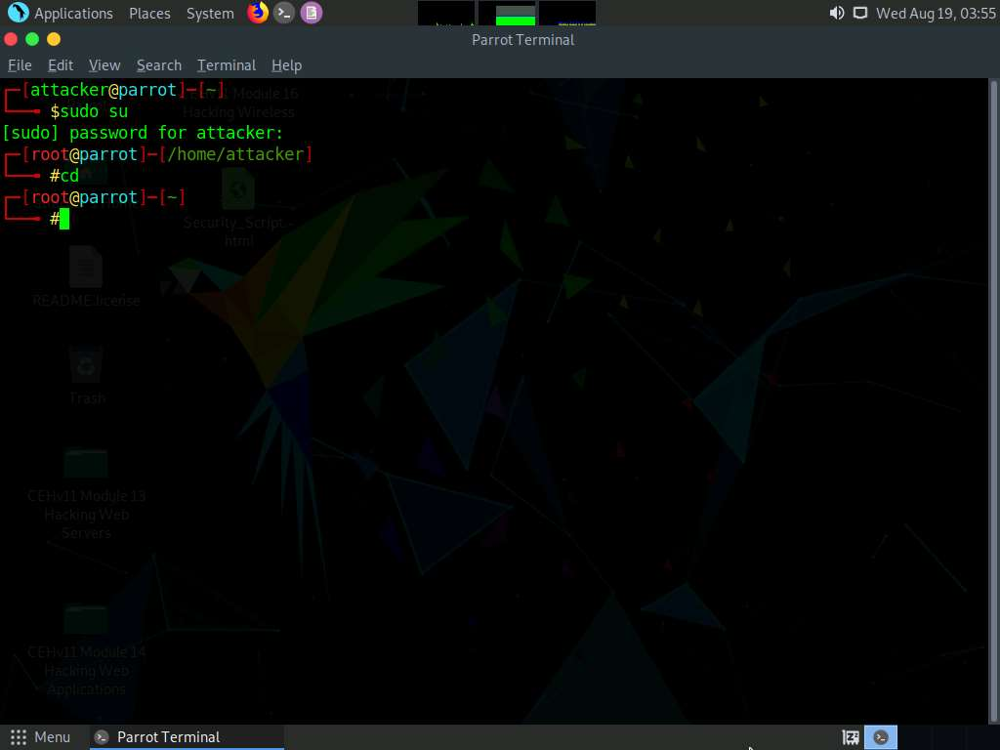 Applications Places System Wed Aug 19, 03:55
Parrot Terminal
File Edit View Search Terminal Help
┌─[attacker@parrot]─[~]
└──╼ $sudo su
[sudo] password for attacker:
┌─[root@parrot]─[/home/attacker]
└──╼ #cd
┌─[root@parrot]─[~]
└──╼ #
CEHv11 Module 16
Hacking Wireless
Security_Script.-
html
README.license
Trash
CEHv11 Module 13
Hacking Web
Servers
CEHv11 Module 14
Hacking Web
Applications
Menu Parrot Terminal